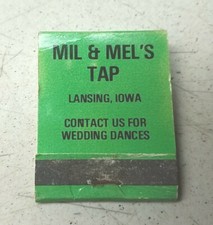 MIL & MEL'S
TAP
LANSING, IOWA
CONTACT US FOR
WEDDING DANCES